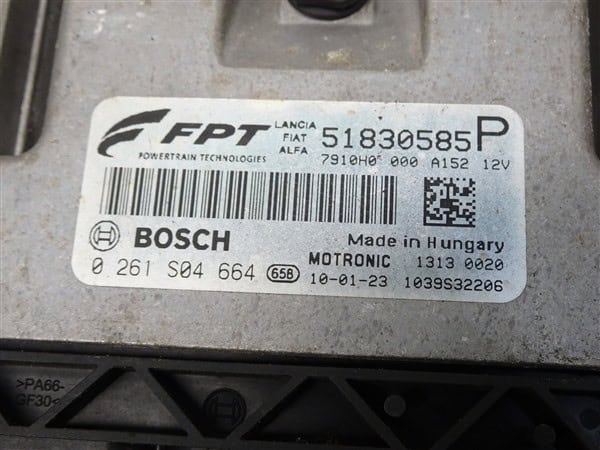 FPT
POWERTRAIN TECHNOLOGIES
LANCIA
FIAT
ALFA
51830585P
7910H0* 000 A152 12V
BOSCH
Made in Hungary
0 261 S04 664 658
MOTRONIC 1313 0020
10-01-23 1039S32206
>PA66-
GF30<